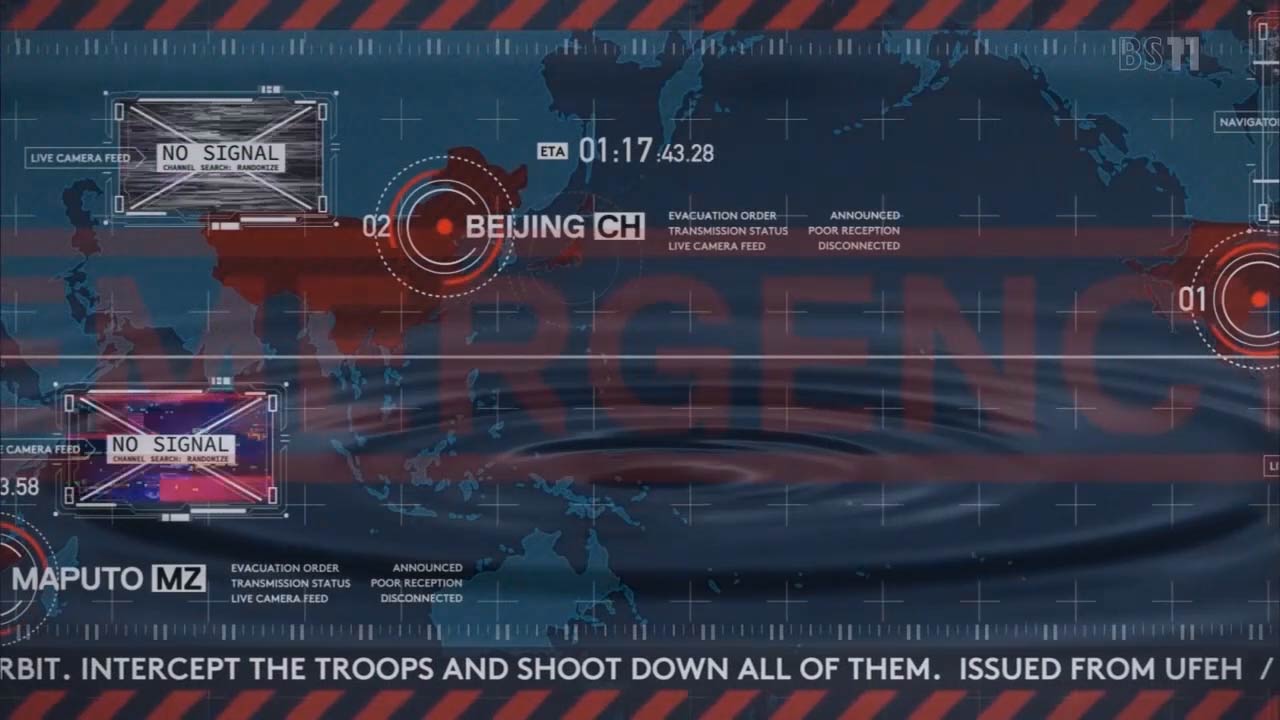 BS11
NAVIGATO
LIVE CAMERA FEED
NO SIGNAL
CHANNEL SEARCH: RANDOMIZE
ETA 01:17:43.28
02 BEIJING CH
EVACUATION ORDER ANNOUNCED
TRANSMISSION STATUS POOR RECEPTION
LIVE CAMERA FEED DISCONNECTED
EMERGENC
01
E CAMERA FEED
NO SIGNAL
CHANNEL SEARCH: RANDOMIZE
LI
3.58
MAPUTO MZ
EVACUATION ORDER ANNOUNCED
TRANSMISSION STATUS POOR RECEPTION
LIVE CAMERA FEED DISCONNECTED
RBIT. INTERCEPT THE TROOPS AND SHOOT DOWN ALL OF THEM. ISSUED FROM UFEH /